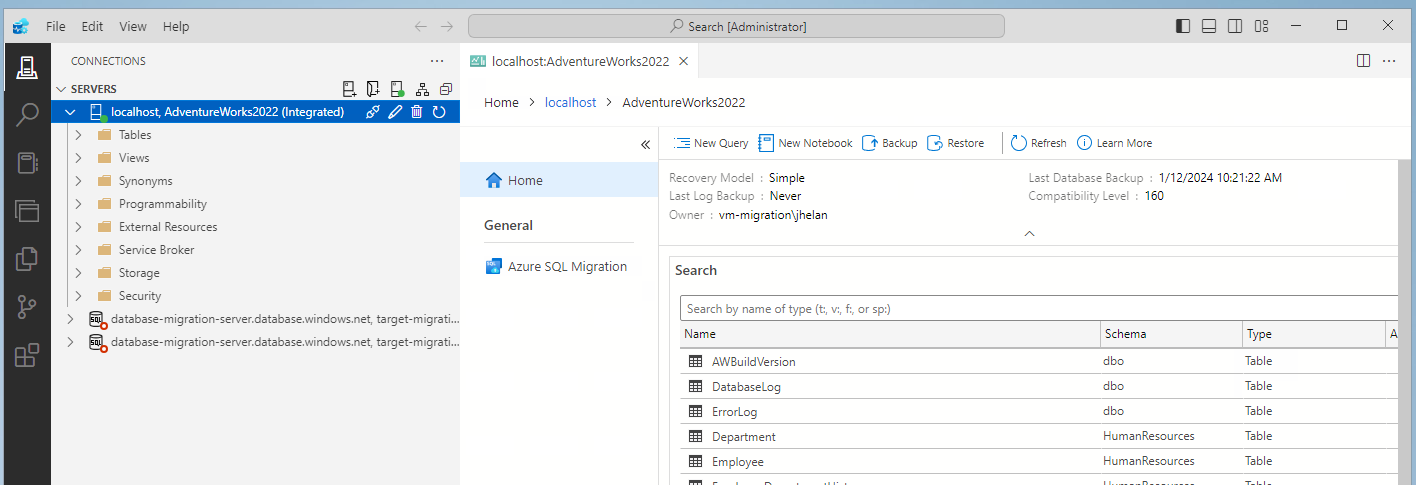 File Edit View Help Search [Administrator]
CONNECTIONS
SERVERS
localhost, AdventureWorks2022 (Integrated)
Tables
Views
Synonyms
Programmability
External Resources
Service Broker
Storage
Security
SQL database-migration-server.database.windows.net, target-migrati...
SQL database-migration-server.database.windows.net, target-migrati...
localhost:AdventureWorks2022
Home > localhost > AdventureWorks2022
New Query New Notebook Backup Restore Refresh Learn More
Home
General
SQL Azure SQL Migration
Recovery Model : Simple
Last Database Backup : 1/12/2024 10:21:22 AM
Last Log Backup : Never
Compatibility Level : 160
Owner : vm-migration\jhelan
Search
Search by name of type (t:, v:, f:, or sp:)
Name Schema Type A
AWBuildVersion dbo Table
DatabaseLog dbo Table
ErrorLog dbo Table
Department HumanResources Table
Employee HumanResources Table